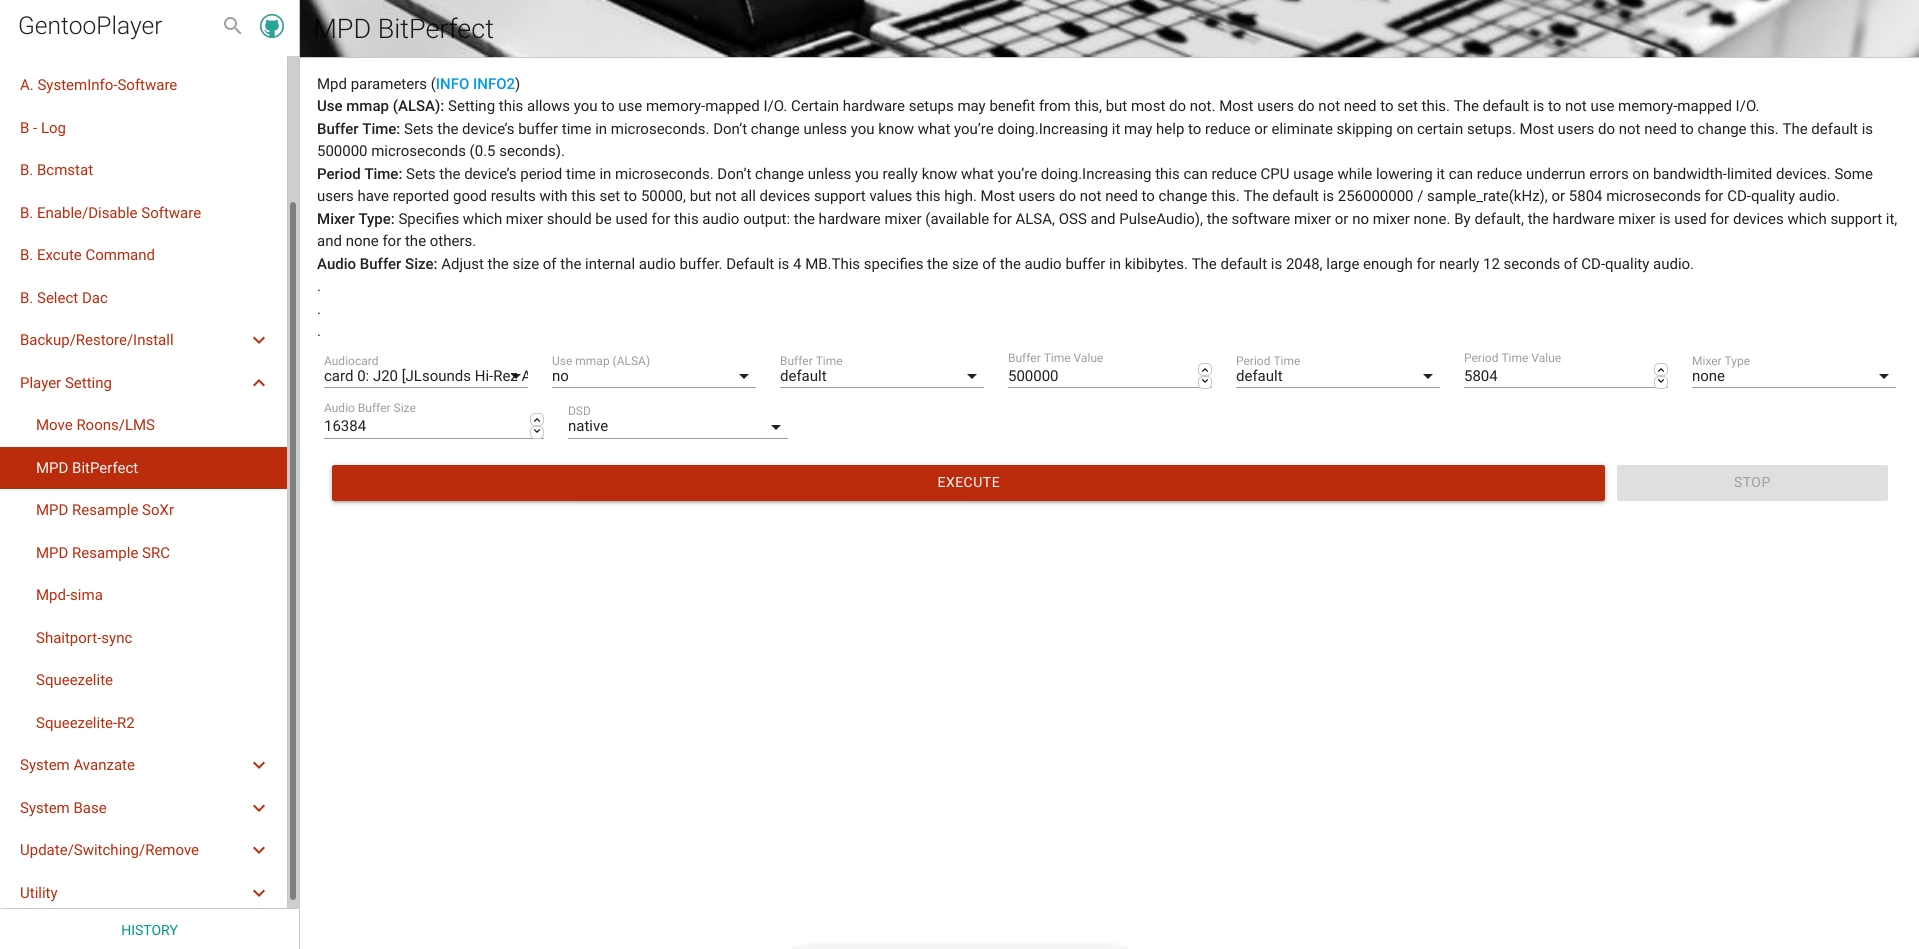 GentooPlayer
MPD BitPerfect
A. SystemInfo-Software
B - Log
B. Bcmstat
B. Enable/Disable Software
B. Excute Command
B. Select Dac
Backup/Restore/Install
Player Setting
Move Roons/LMS
MPD BitPerfect
MPD Resample SoXr
MPD Resample SRC
Mpd-sima
Shaitport-sync
Squeezelite
Squeezelite-R2
System Avanzate
System Base
Update/Switching/Remove
Utility
HISTORY
Mpd parameters (INFO INFO2)
Use mmap (ALSA): Setting this allows you to use memory-mapped I/O. Certain hardware setups may benefit from this, but most do not. Most users do not need to set this. The default is to not use memory-mapped I/O.
Buffer Time: Sets the device’s buffer time in microseconds. Don’t change unless you know what you’re doing.Increasing it may help to reduce or eliminate skipping on certain setups. Most users do not need to change this. The default is
500000 microseconds (0.5 seconds).
Period Time: Sets the device’s period time in microseconds. Don’t change unless you really know what you’re doing.Increasing this can reduce CPU usage while lowering it can reduce underrun errors on bandwidth-limited devices. Some
users have reported good results with this set to 50000, but not all devices support values this high. Most users do not need to change this. The default is 256000000 / sample_rate(kHz), or 5804 microseconds for CD-quality audio.
Mixer Type: Specifies which mixer should be used for this audio output: the hardware mixer (available for ALSA, OSS and PulseAudio), the software mixer or no mixer none. By default, the hardware mixer is used for devices which support it,
and none for the others.
Audio Buffer Size: Adjust the size of the internal audio buffer. Default is 4 MB.This specifies the size of the audio buffer in kibibytes. The default is 2048, large enough for nearly 12 seconds of CD-quality audio.
.
.
.
Audiocard
card 0: J20 [JLsounds Hi-Rez A
Use mmap (ALSA)
no
Buffer Time
default
Buffer Time Value
500000
Period Time
default
Period Time Value
5804
Mixer Type
none
Audio Buffer Size
16384
DSD
native
EXECUTE
STOP